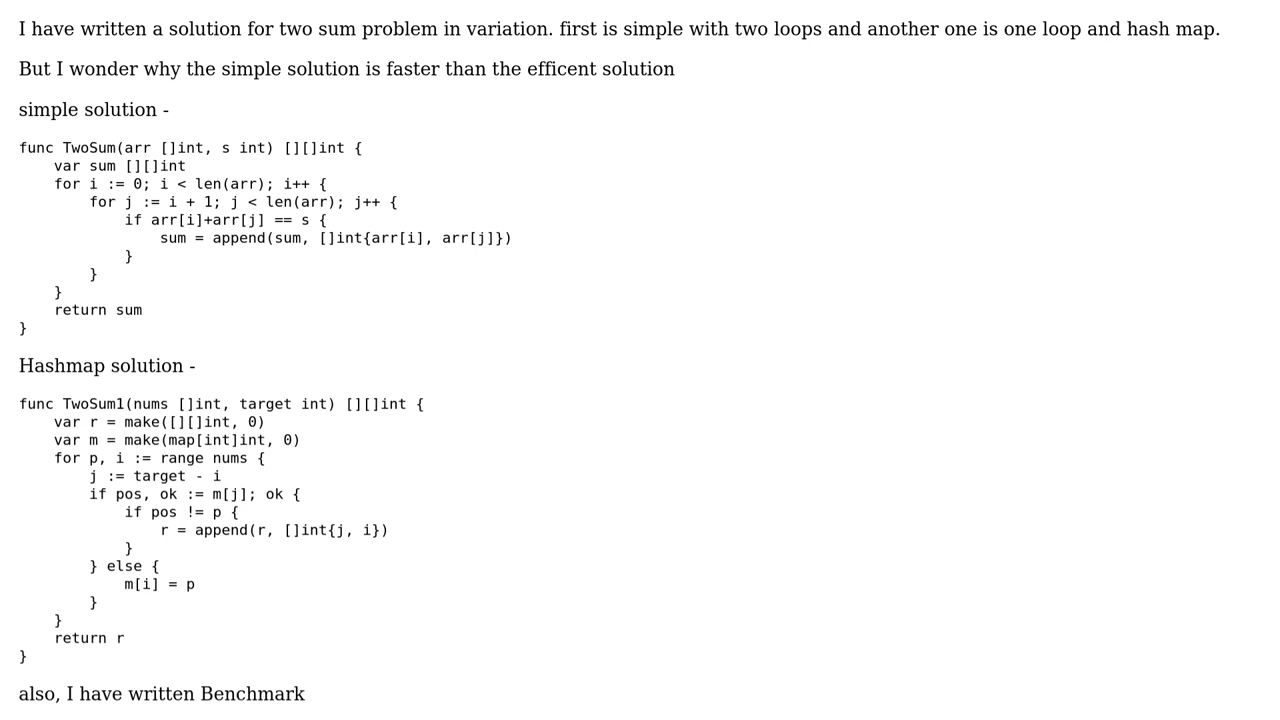 I have written a solution for two sum problem in variation. first is simple with two loops and another one is one loop and hash map.
But I wonder why the simple solution is faster than the efficent solution
simple solution -
func TwoSum(arr []int, s int) [][]int {
    var sum [][]int
    for i := 0; i < len(arr); i++ {
        for j := i + 1; j < len(arr); j++ {
            if arr[i]+arr[j] == s {
                sum = append(sum, []int{arr[i], arr[j]})
            }
        }
    }
    return sum
}
Hashmap solution -
func TwoSum1(nums []int, target int) [][]int {
    var r = make([][]int, 0)
    var m = make(map[int]int, 0)
    for p, i := range nums {
        j := target - i
        if pos, ok := m[j]; ok {
            if pos != p {
                r = append(r, []int{j, i})
            }
        } else {
            m[i] = p
        }
    }
    return r
}
also, I have written Benchmark